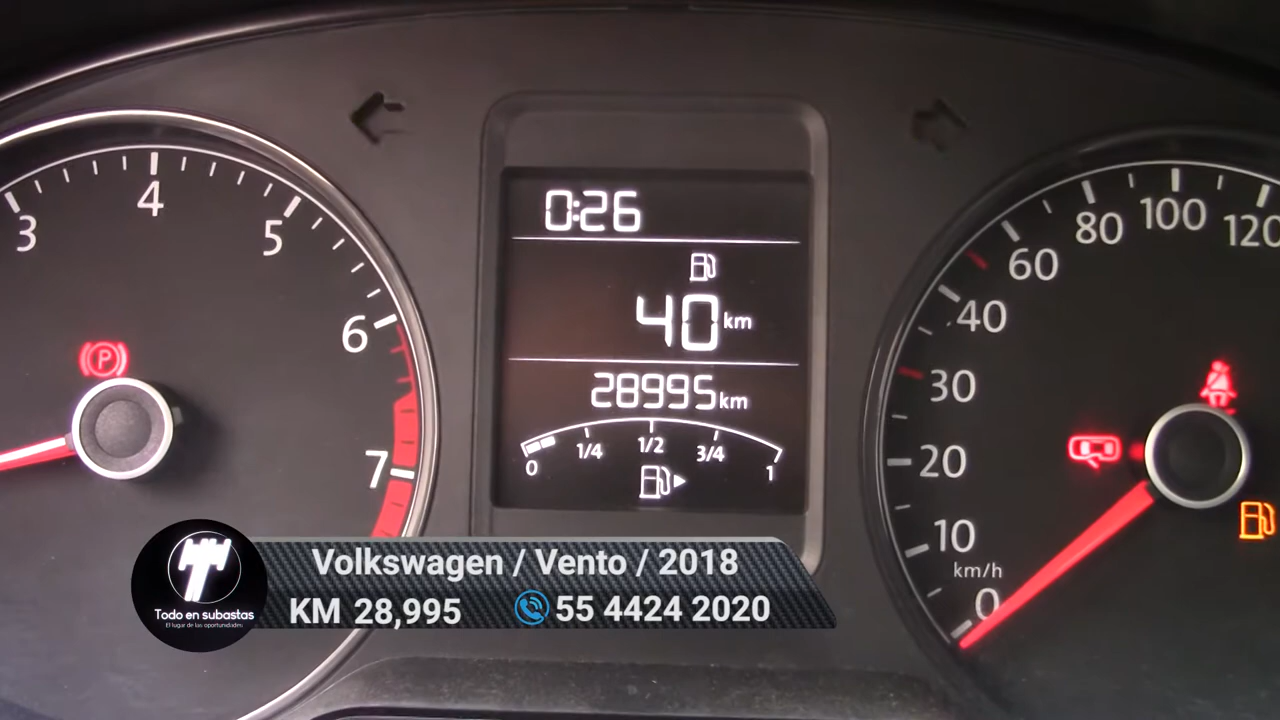 3
4
5
6
7
P
0:26
40 km
28995 km
0 1/4 1/2 3/4 1
0
10
20
30
40
60
80
100
120
km/h
Volkswagen / Vento / 2018
KM 28,995 55 4424 2020
Todo en subastas
El lugar de las oportunidades